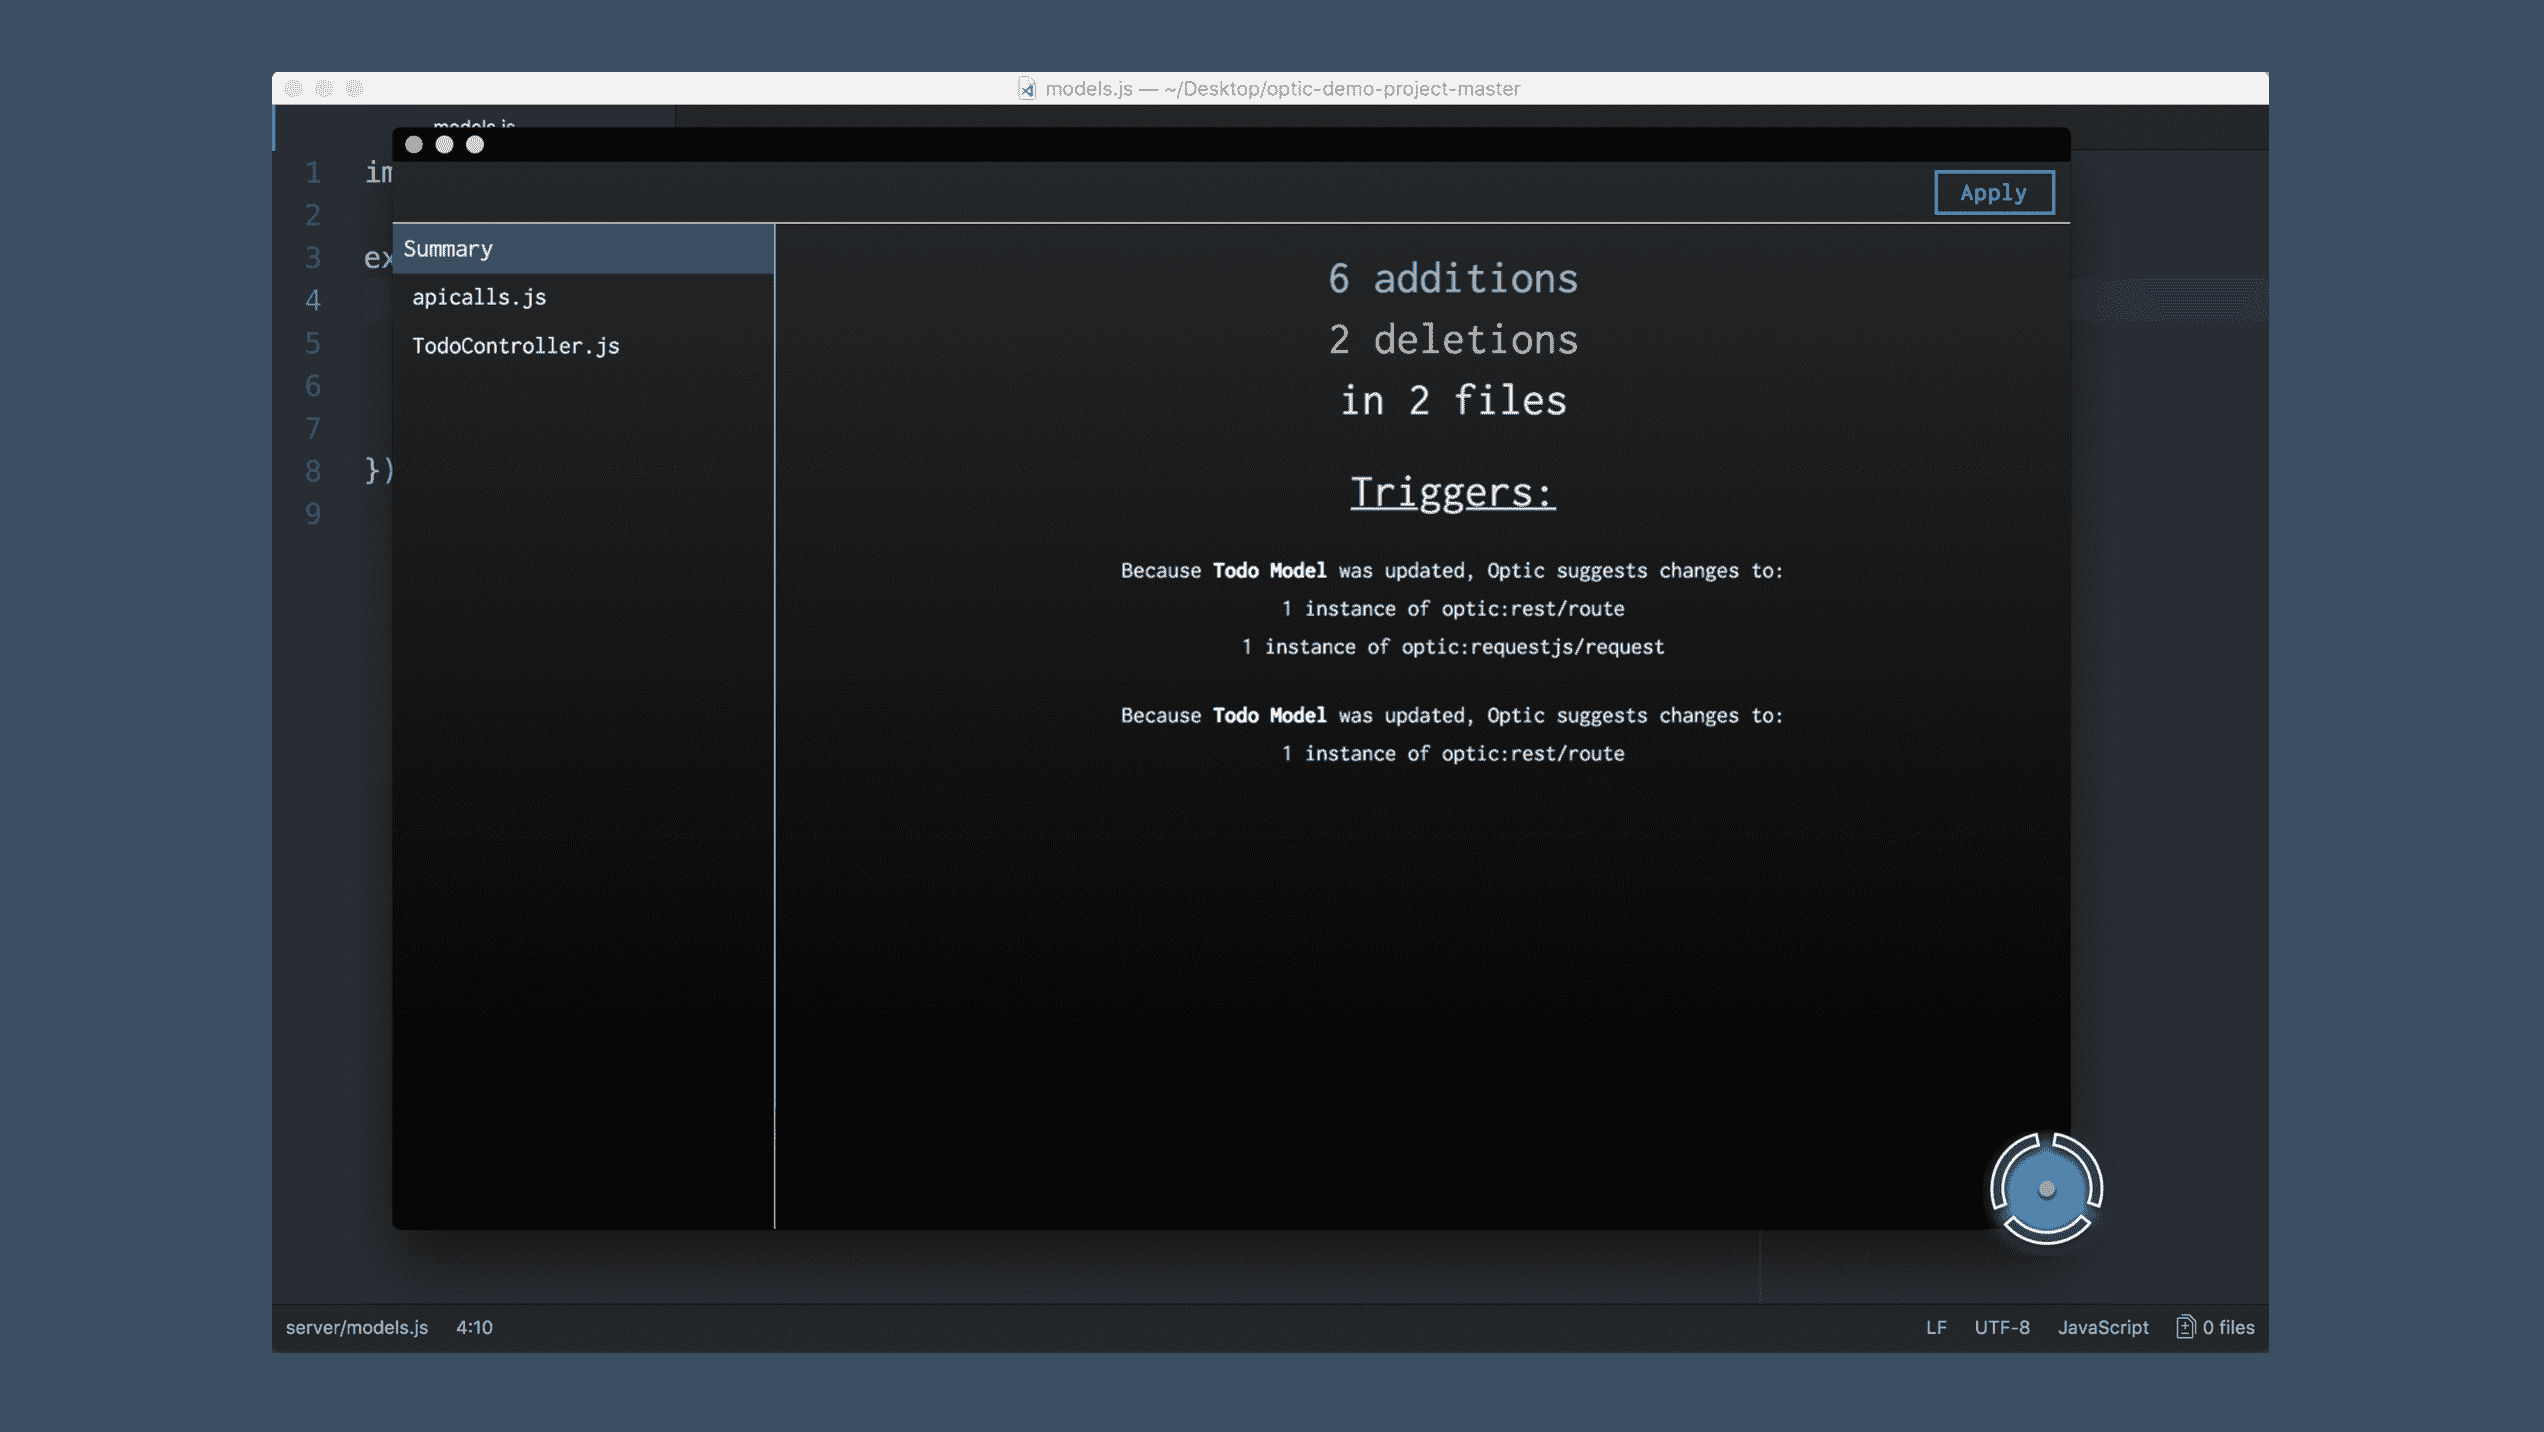 models.js — ~/Desktop/optic-demo-project-master
models.js
1 im
2
3 ex
4
5
6
7
8 })
9
Apply
Summary
apicalls.js
TodoController.js
6 additions
2 deletions
in 2 files
Triggers:
Because Todo Model was updated, Optic suggests changes to:
1 instance of optic:rest/route
1 instance of optic:requestjs/request
Because Todo Model was updated, Optic suggests changes to:
1 instance of optic:rest/route
server/models.js 4:10
LF UTF-8 JavaScript 0 files